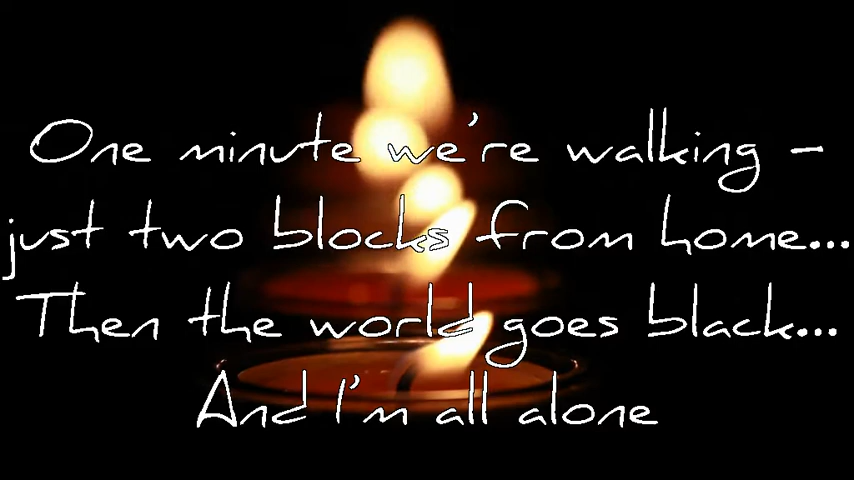 One minute we're walking -
just two blocks from home...
Then the world goes black...
And I'm all alone